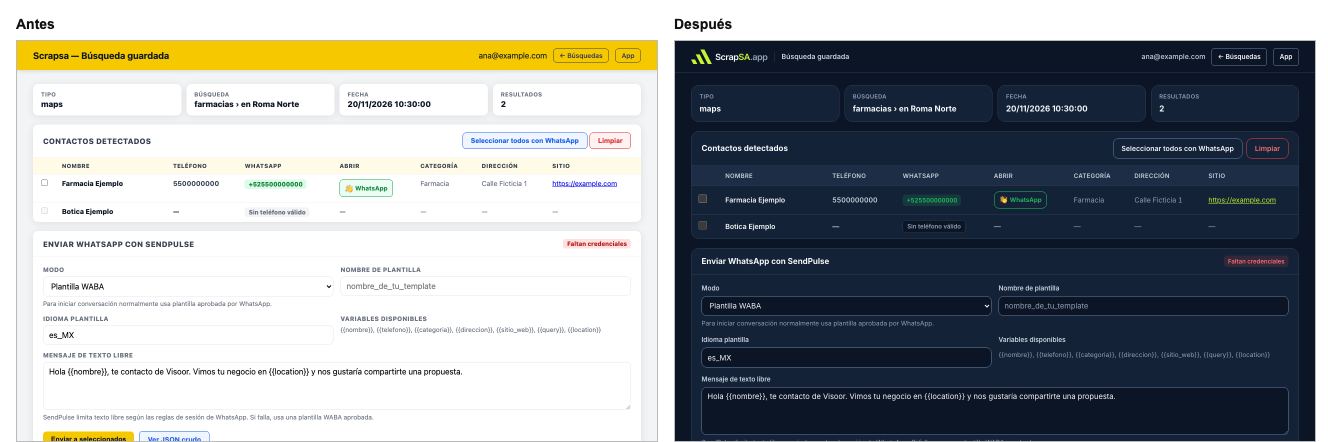 Antes
Scrapsa — Búsqueda guardada
ana@example.com ← Búsquedas App
TIPO BÚSQUEDA FECHA RESULTADOS
maps farmacias › en Roma Norte 20/11/2026 10:30:00 2
CONTACTOS DETECTADOS Seleccionar todos con WhatsApp Limpiar
NOMBRE TELÉFONO WHATSAPP ABRIR CATEGORÍA DIRECCIÓN SITIO
Farmacia Ejemplo 5500000000 +525500000000 👋 WhatsApp Farmacia Calle Ficticia 1 https://example.com
Botica Ejemplo — Sin teléfono válido — — — —
ENVIAR WHATSAPP CON SENDPULSE Faltan credenciales
MODO NOMBRE DE PLANTILLA
Plantilla WABA nombre_de_tu_template
Para iniciar conversación normalmente usa plantilla aprobada por WhatsApp.
IDIOMA PLANTILLA VARIABLES DISPONIBLES
es_MX {{nombre}}, {{telefono}}, {{categoria}}, {{direccion}}, {{sitio_web}}, {{query}}, {{location}}
MENSAJE DE TEXTO LIBRE
Hola {{nombre}}, te contacto de Visoor. Vimos tu negocio en {{location}} y nos gustaría compartirte una propuesta.
SendPulse limita texto libre según las reglas de sesión de WhatsApp. Si falla, usa una plantilla WABA aprobada.
Enviar a seleccionados Ver JSON crudo
Después
ScrapSA.app Búsqueda guardada
ana@example.com ← Búsquedas App
TIPO BÚSQUEDA FECHA RESULTADOS
maps farmacias › en Roma Norte 20/11/2026 10:30:00 2
Contactos detectados Seleccionar todos con WhatsApp Limpiar
NOMBRE TELÉFONO WHATSAPP ABRIR CATEGORÍA DIRECCIÓN SITIO
Farmacia Ejemplo 5500000000 +525500000000 👋 WhatsApp Farmacia Calle Ficticia 1 https://example.com
Botica Ejemplo — Sin teléfono válido — — — —
Enviar WhatsApp con SendPulse Faltan credenciales
Modo Nombre de plantilla
Plantilla WABA nombre_de_tu_template
Para iniciar conversación normalmente usa plantilla aprobada por WhatsApp.
Idioma plantilla Variables disponibles
es_MX {{nombre}}, {{telefono}}, {{categoria}}, {{direccion}}, {{sitio_web}}, {{query}}, {{location}}
Mensaje de texto libre
Hola {{nombre}}, te contacto de Visoor. Vimos tu negocio en {{location}} y nos gustaría compartirte una propuesta.